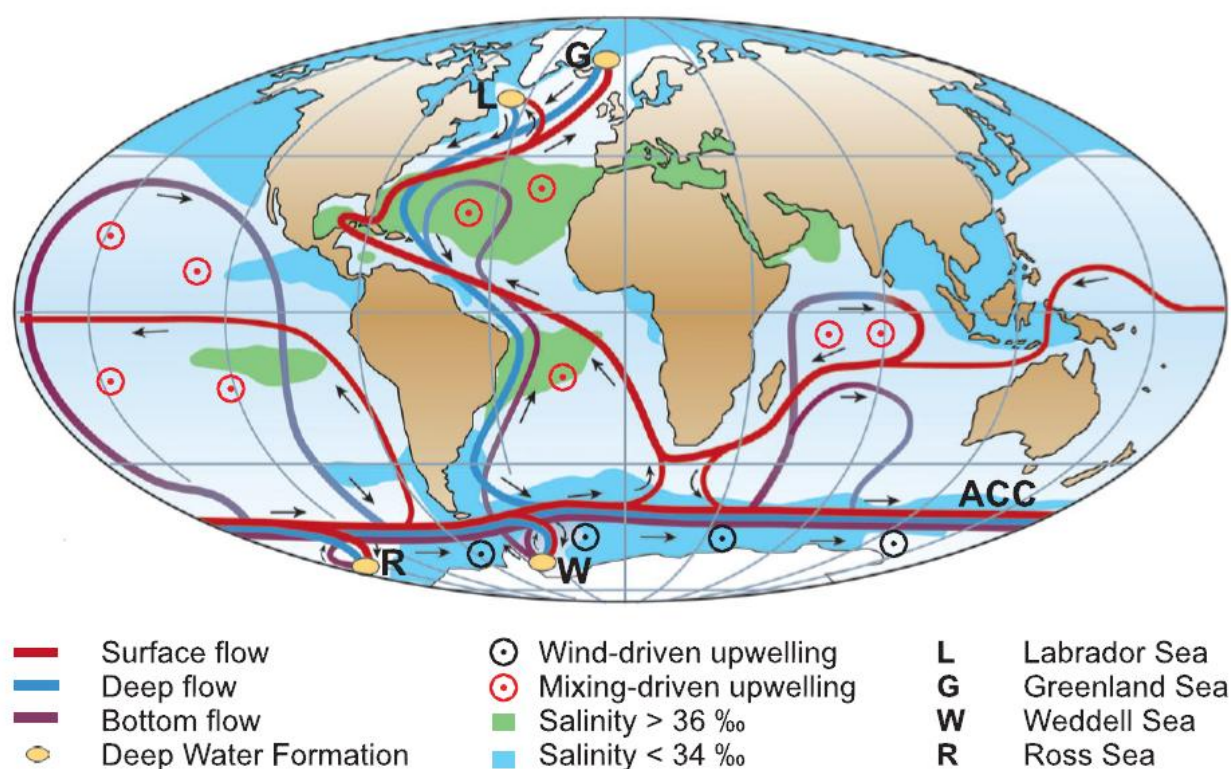 G
L
ACC
R
W
Surface flow
Deep flow
Bottom flow
Deep Water Formation
Wind-driven upwelling
Mixing-driven upwelling
Salinity > 36 ‰
Salinity < 34 ‰
L Labrador Sea
G Greenland Sea
W Weddell Sea
R Ross Sea